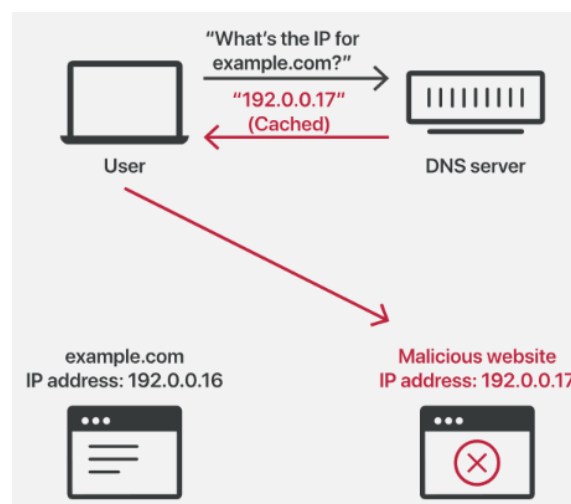 “What’s the IP for
example.com?”
“192.0.0.17”
(Cached)
User
DNS server
example.com
IP address: 192.0.0.16
Malicious website
IP address: 192.0.0.17